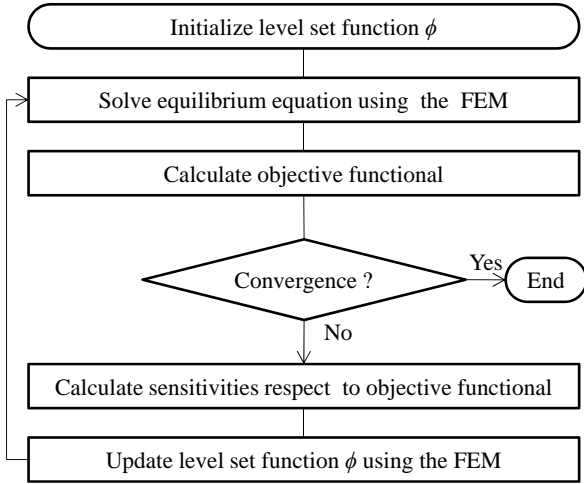 Initialize level set function ϕ
Solve equilibrium equation using the FEM
Calculate objective functional
Convergence ?
Yes
End
No
Calculate sensitivities respect to objective functional
Update level set function ϕ using the FEM